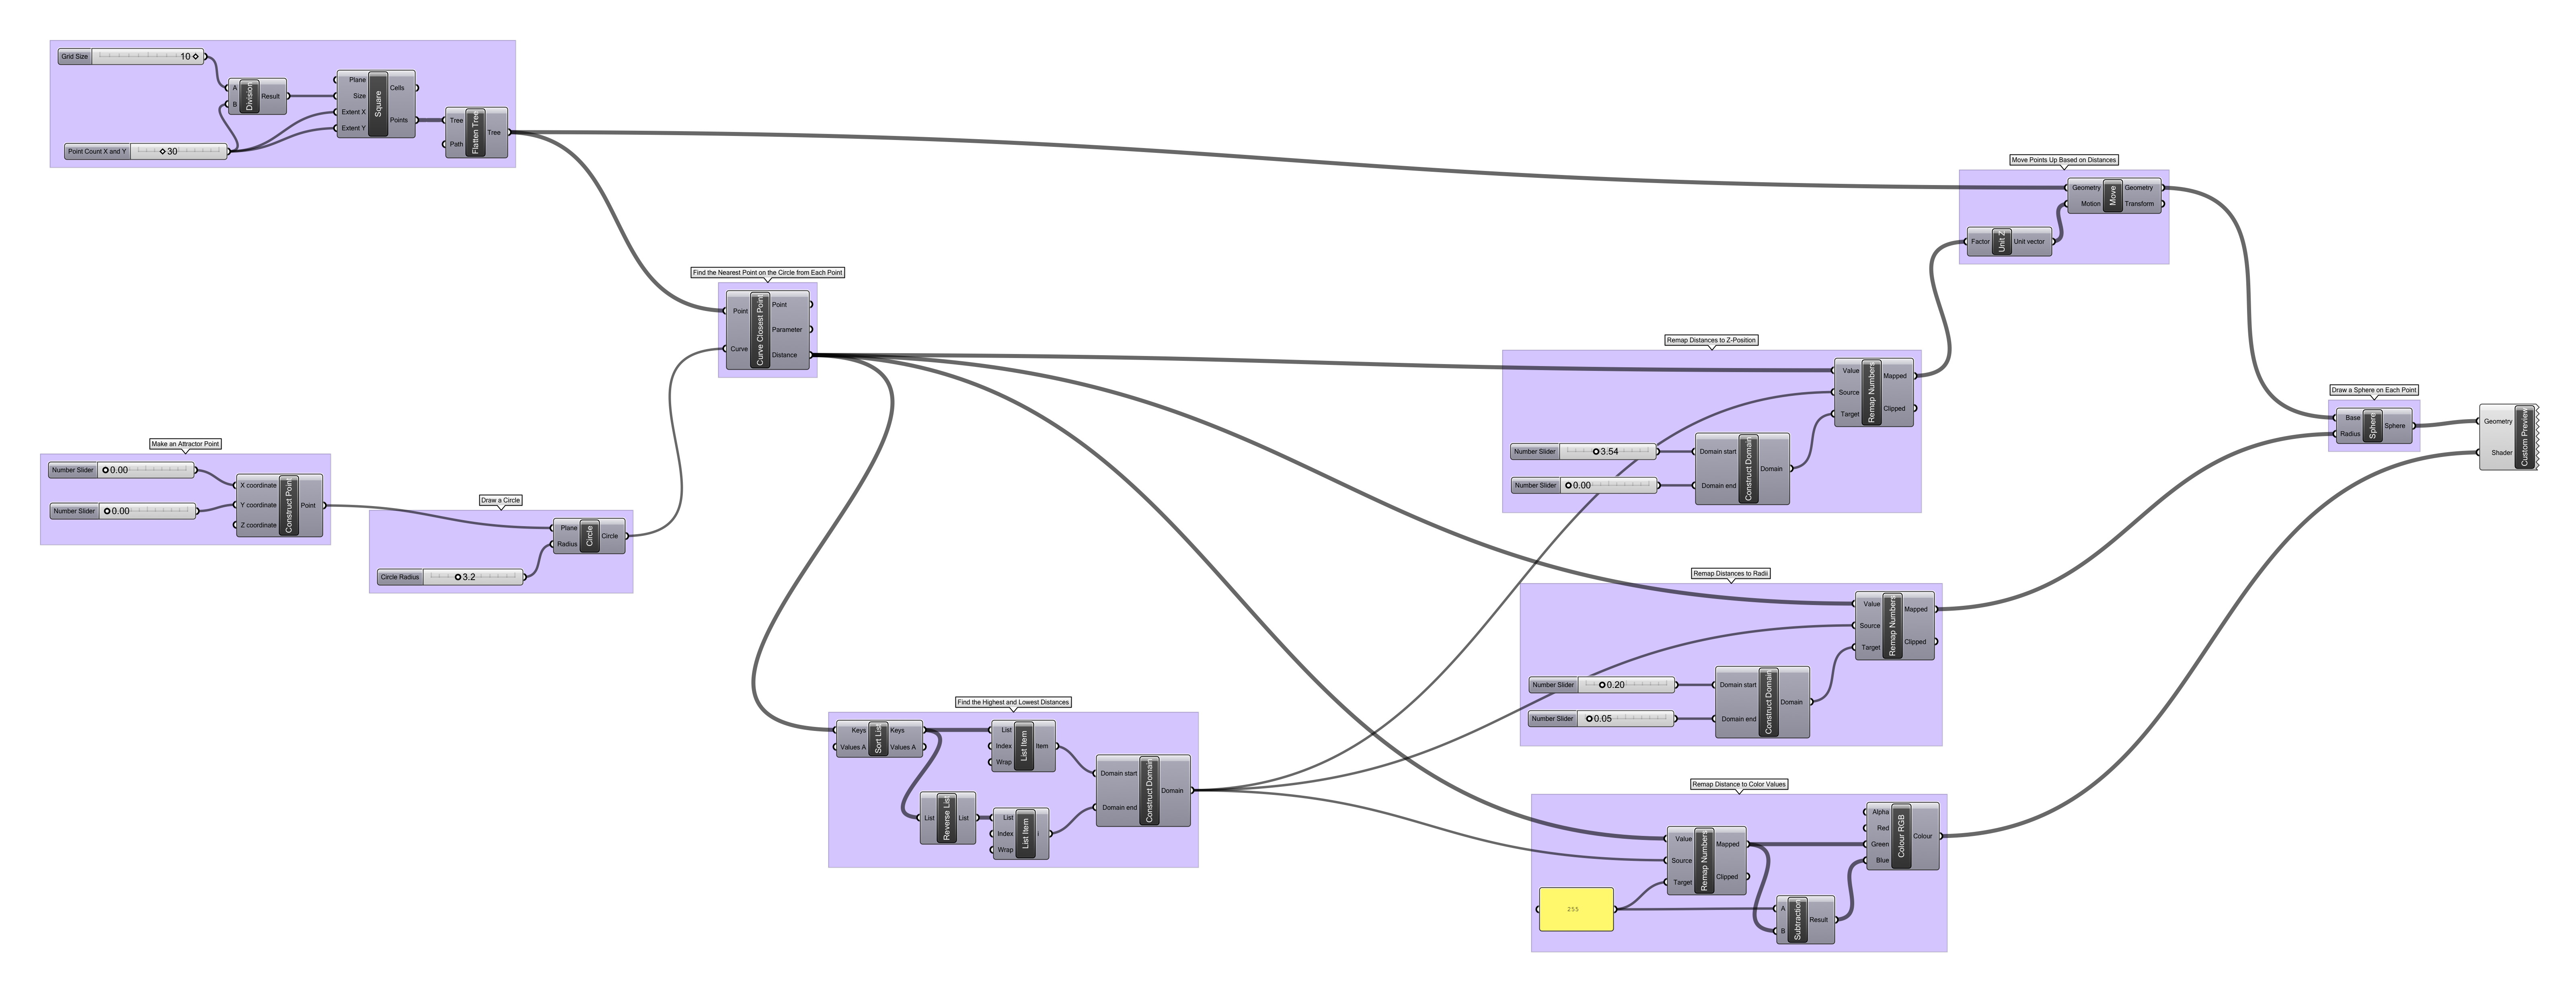 Grid Size 10
A
B
Division
Result
Point Count X and Y 30
Plane
Size
Extent X
Extent Y
Square
Cells
Points
Tree
Path
Flatten Tree
Tree
Make an Attractor Point
Number Slider 0.00
Number Slider 0.00
X coordinate
Y coordinate
Z coordinate
Construct Point
Point
Draw a Circle
Circle Radius 3.2
Plane
Radius
Circle
Circle
Find the Nearest Point on the Circle from Each Point
Point
Curve
Curve Closest Point
Point
Parameter
Distance
Find the Highest and Lowest Distances
Keys
Values A
Sort List
Keys
Values A
List
Reverse List
List
List
Index
Wrap
List Item
Item
List
Index
Wrap
List Item
i
Domain start
Domain end
Construct Domain
Domain
Remap Distances to Z-Position
Number Slider 3.54
Number Slider 0.00
Domain start
Domain end
Construct Domain
Domain
Value
Source
Target
Remap Numbers
Mapped
Clipped
Remap Distances to Radii
Number Slider 0.20
Number Slider 0.05
Domain start
Domain end
Construct Domain
Domain
Value
Source
Target
Remap Numbers
Mapped
Clipped
Remap Distance to Color Values
255
Value
Source
Target
Remap Numbers
Mapped
Clipped
A
B
Subtraction
Result
Alpha
Red
Green
Blue
Colour RGB
Colour
Move Points Up Based on Distances
Factor
Unit Z
Unit vector
Geometry
Motion
Move
Geometry
Transform
Draw a Sphere on Each Point
Base
Radius
Sphere
Sphere
Geometry
Shader
Custom Preview